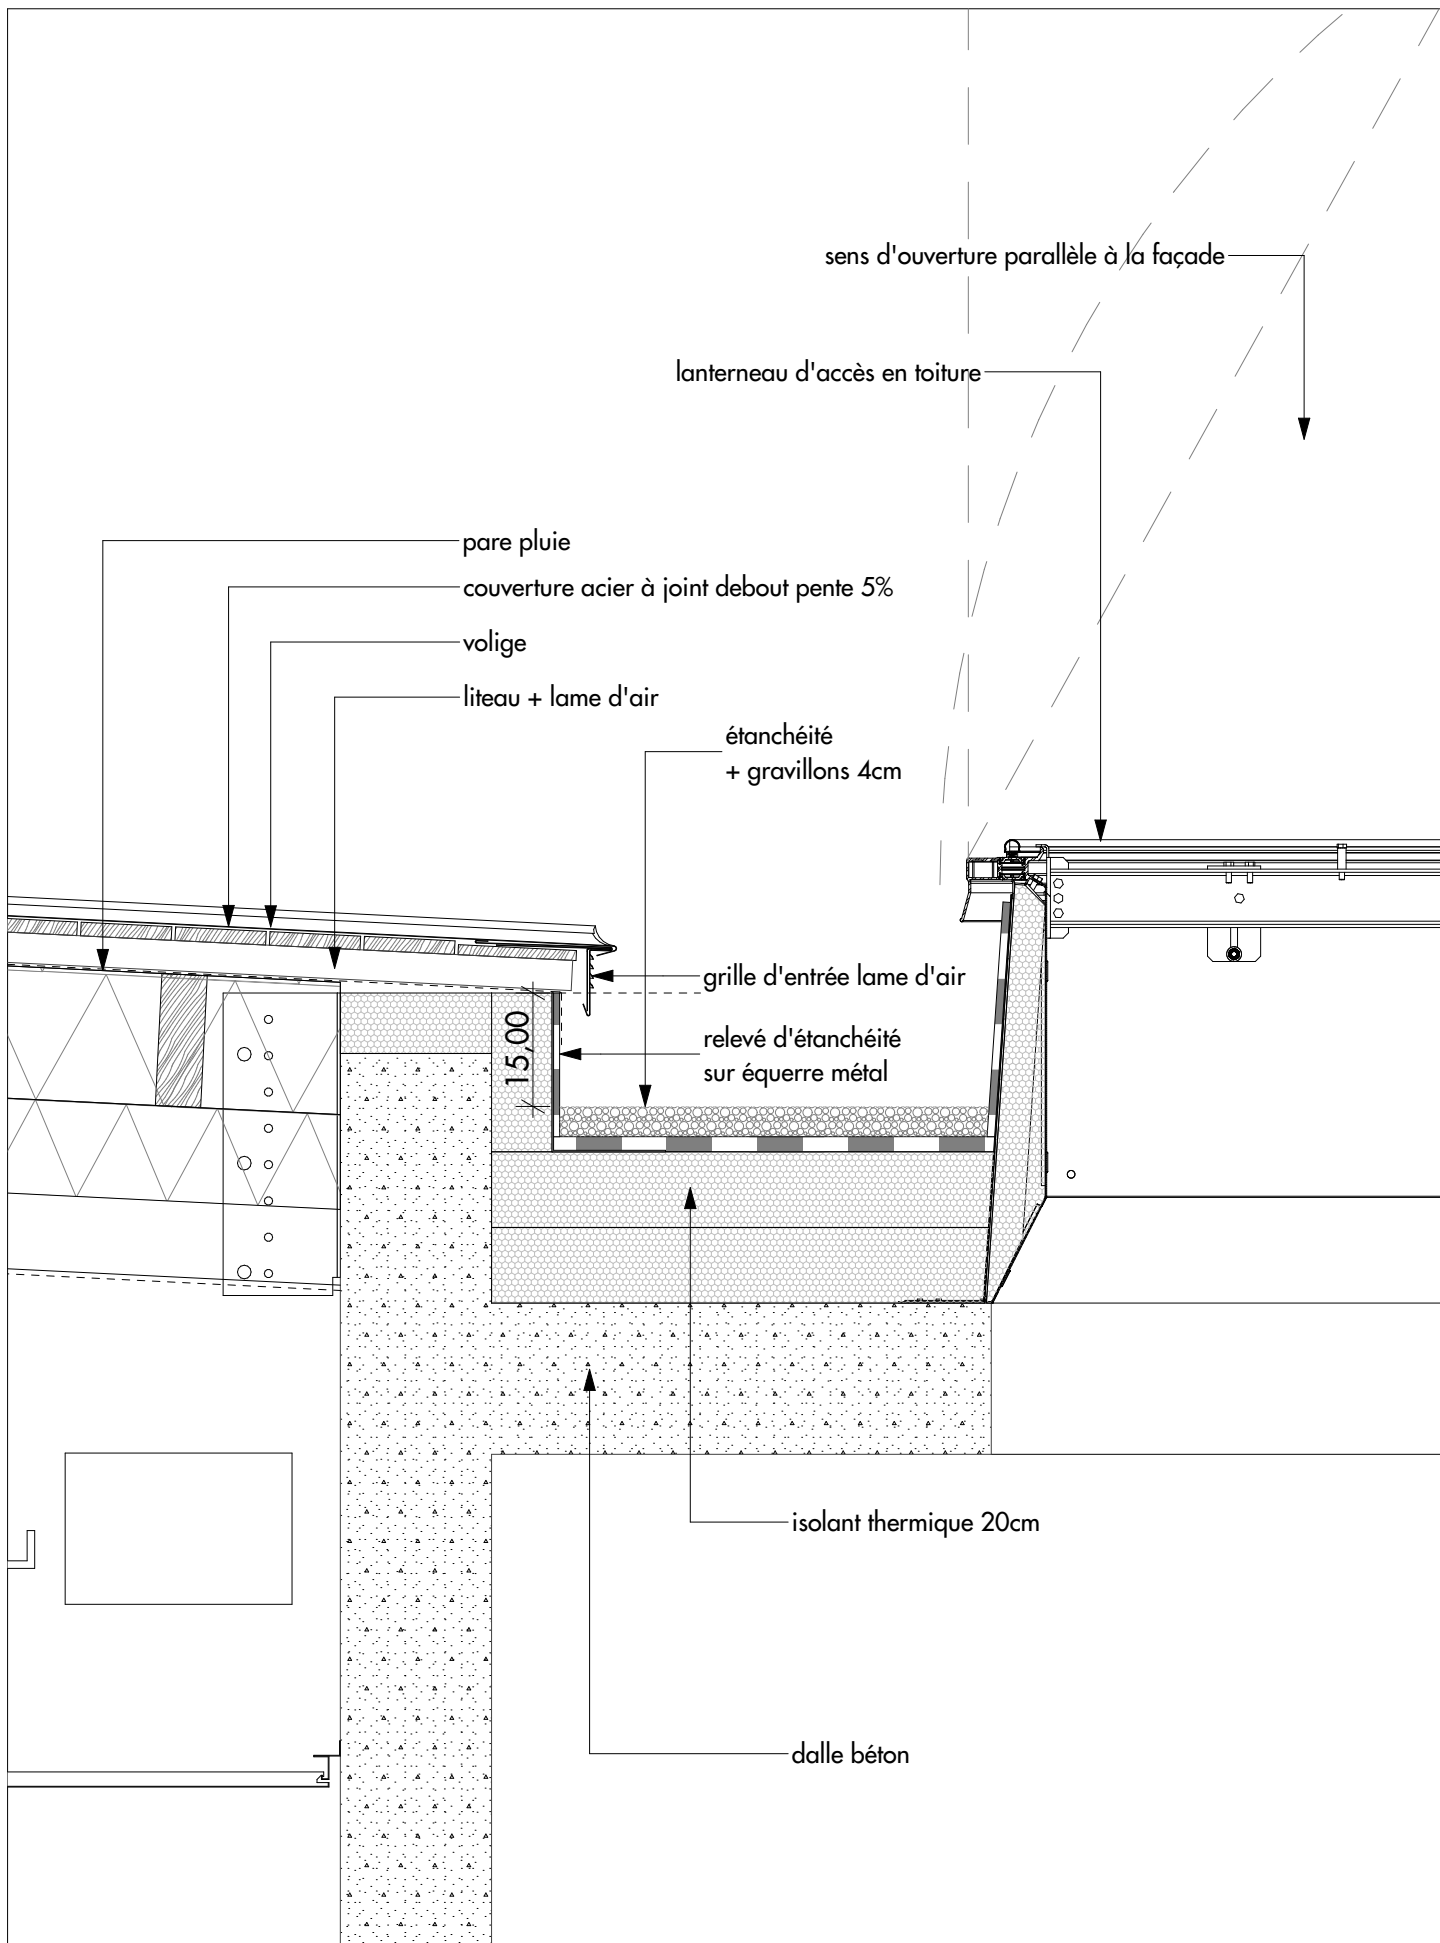 sens d'ouverture parallèle à la façade
lanterneau d'accès en toiture
pare pluie
couverture acier à joint debout pente 5%
volige
liteau + lame d'air
étanchéité
+ gravillons 4cm
grille d'entrée lame d'air
15,00
relevé d'étanchéité
sur équerre métal
isolant thermique 20cm
dalle béton